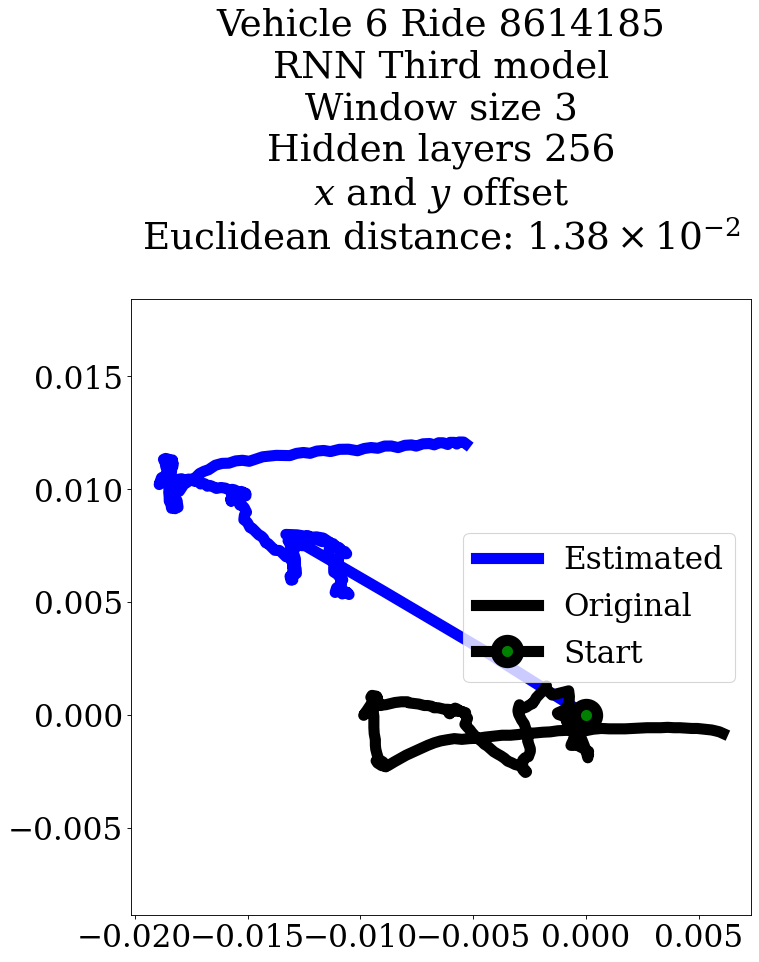 Vehicle 6 Ride 8614185
RNN Third model
Window size 3
Hidden layers 256
x and y offset
Euclidean distance: 1.38 × 10⁻²
0.015
0.010
0.005
0.000
−0.005
Estimated
Original
Start
−0.020 −0.015 −0.010 −0.005 0.000 0.005